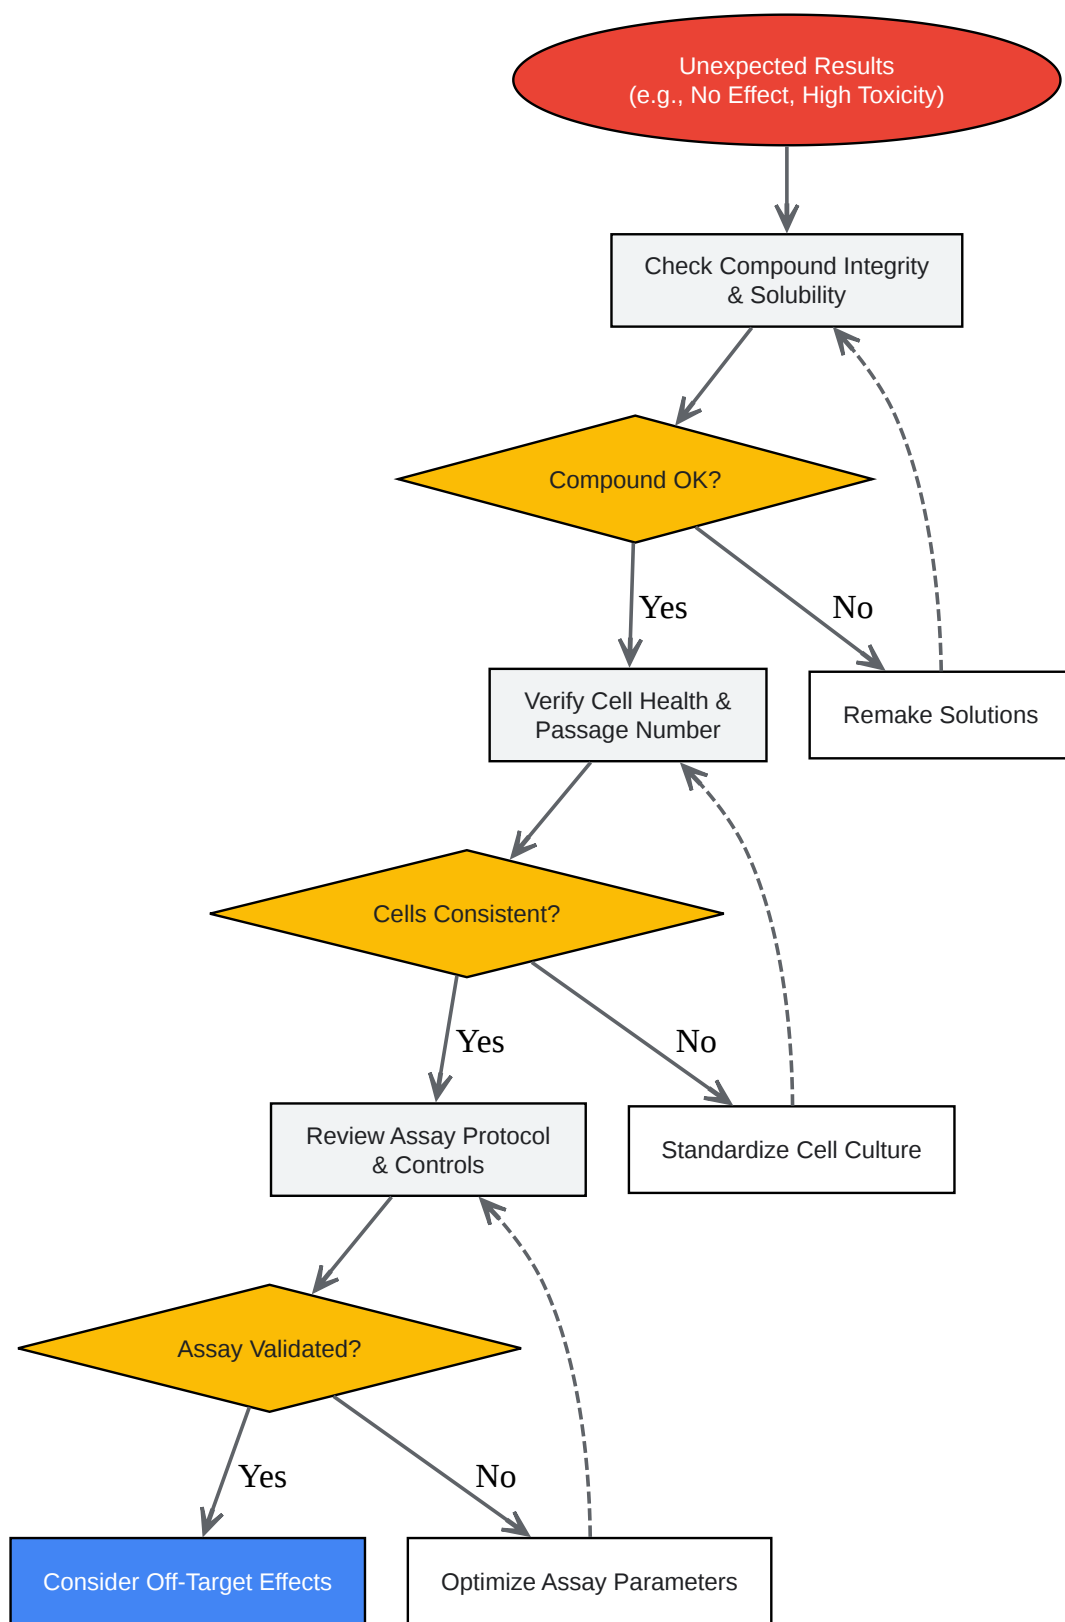 Unexpected Results
(e.g., No Effect, High Toxicity)
Check Compound Integrity
& Solubility
Compound OK?
Yes
No
Verify Cell Health &
Passage Number
Remake Solutions
Cells Consistent?
Yes
No
Review Assay Protocol
& Controls
Standardize Cell Culture
Assay Validated?
Yes
No
Consider Off-Target Effects
Optimize Assay Parameters